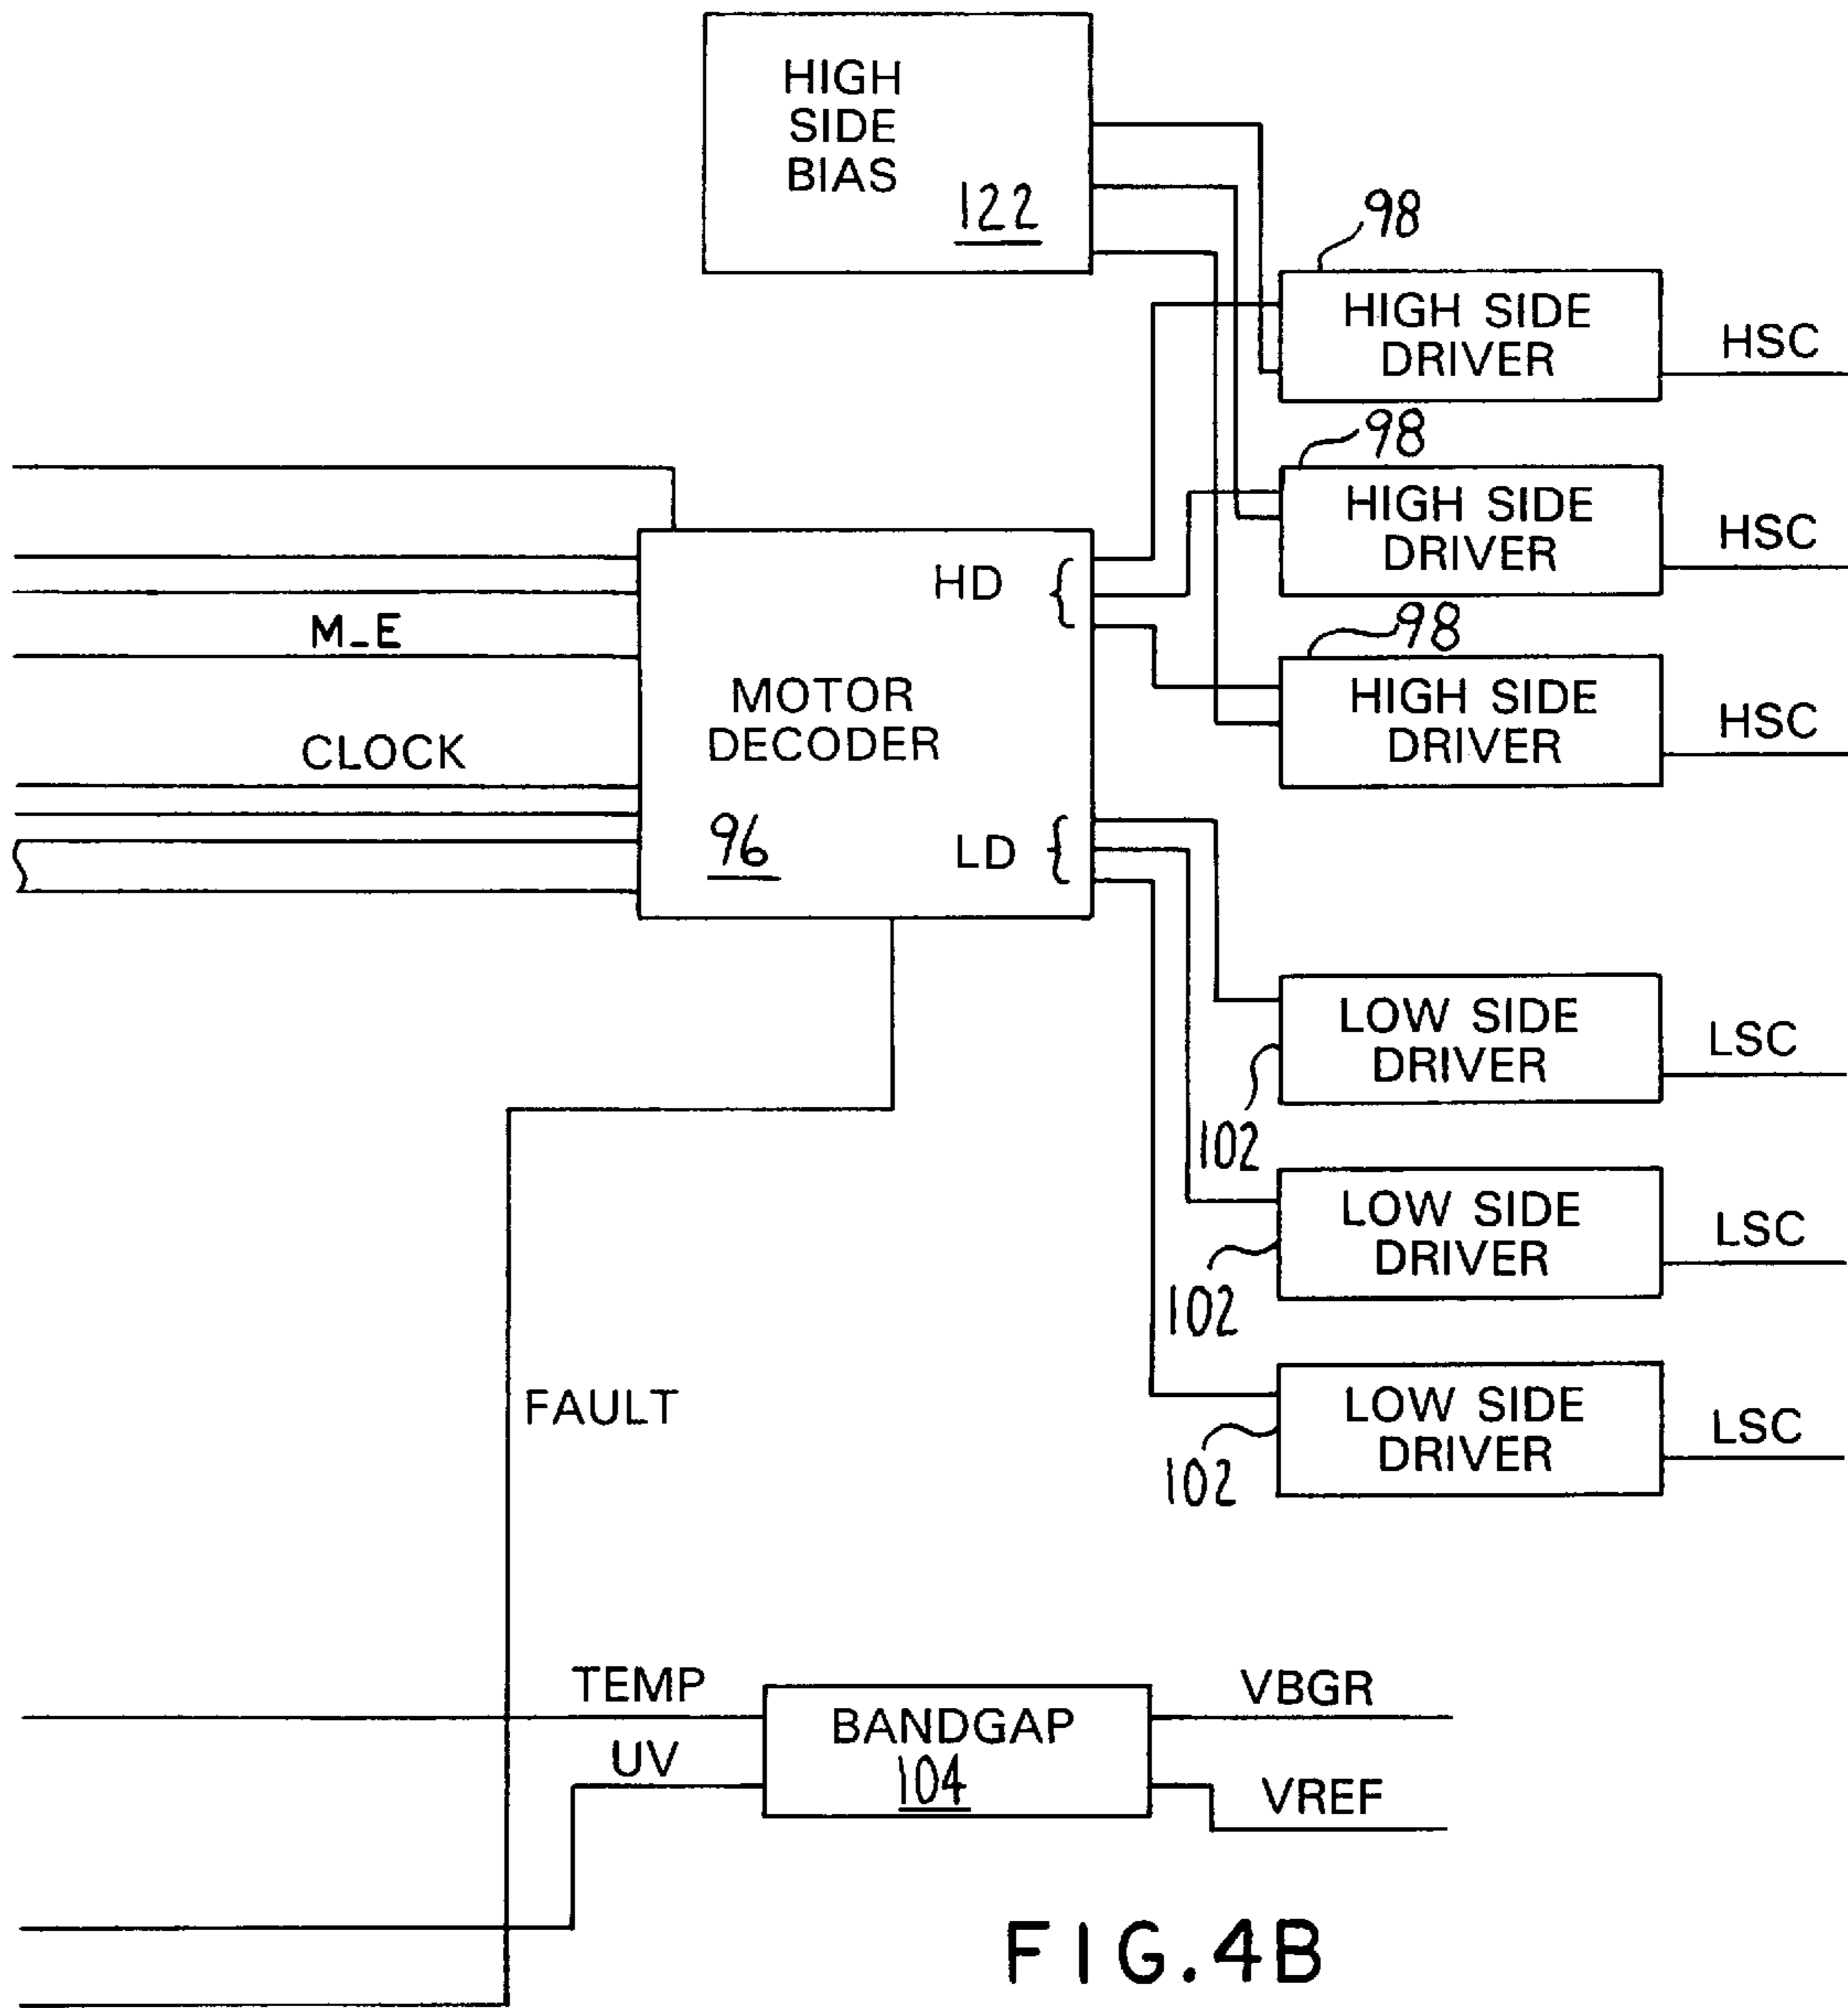 HIGH
SIDE
BIAS
122
98
HIGH SIDE
DRIVER
HSC
98
HIGH SIDE
DRIVER
HSC
98
HIGH SIDE
DRIVER
HSC
M_E
CLOCK
HD {
MOTOR
DECODER
96
LD {
LOW SIDE
DRIVER
LSC
102
LOW SIDE
DRIVER
LSC
102
LOW SIDE
DRIVER
LSC
102
FAULT
TEMP
UV
BANDGAP
104
VBGR
VREF
FIG.4B